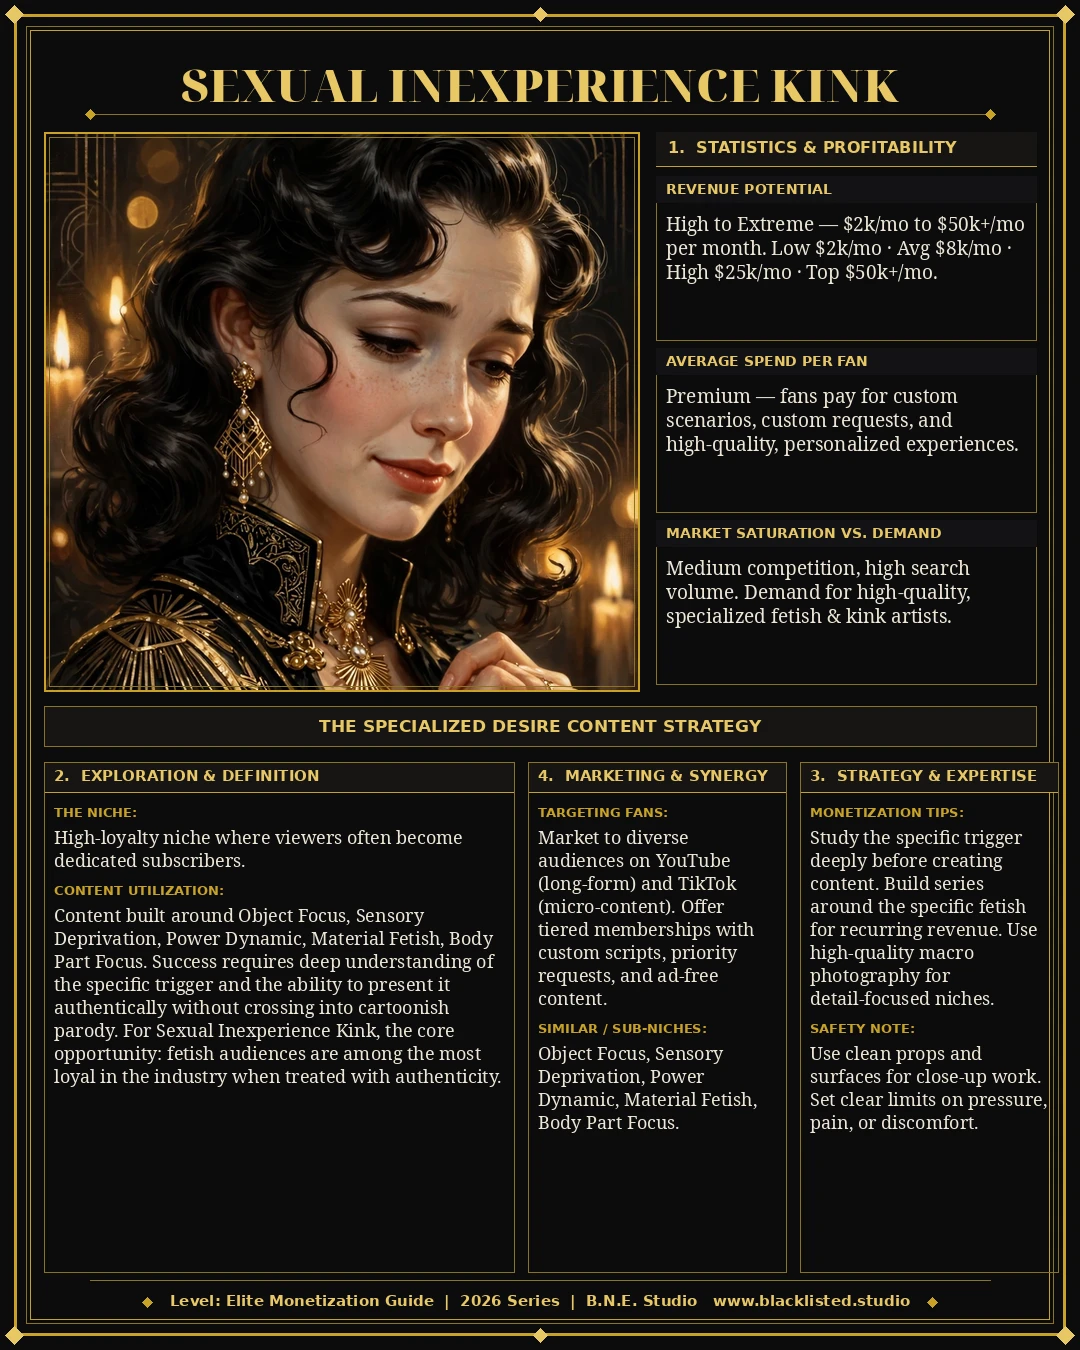 SEXUAL INEXPERIENCE KINK
1. STATISTICS & PROFITABILITY
REVENUE POTENTIAL
High to Extreme — $2k/mo to $50k+/mo
per month. Low $2k/mo · Avg $8k/mo ·
High $25k/mo · Top $50k+/mo.
AVERAGE SPEND PER FAN
Premium — fans pay for custom
scenarios, custom requests, and
high-quality, personalized experiences.
MARKET SATURATION VS. DEMAND
Medium competition, high search
volume. Demand for high-quality,
specialized fetish & kink artists.
THE SPECIALIZED DESIRE CONTENT STRATEGY
2. EXPLORATION & DEFINITION
THE NICHE:
High-loyalty niche where viewers often become
dedicated subscribers.
CONTENT UTILIZATION:
Content built around Object Focus, Sensory
Deprivation, Power Dynamic, Material Fetish, Body
Part Focus. Success requires deep understanding of
the specific trigger and the ability to present it
authentically without crossing into cartoonish
parody. For Sexual Inexperience Kink, the core
opportunity: fetish audiences are among the most
loyal in the industry when treated with authenticity.
4. MARKETING & SYNERGY
TARGETING FANS:
Market to diverse
audiences on YouTube
(long-form) and TikTok
(micro-content). Offer
tiered memberships with
custom scripts, priority
requests, and ad-free
content.
SIMILAR / SUB-NICHES:
Object Focus, Sensory
Deprivation, Power
Dynamic, Material Fetish,
Body Part Focus.
3. STRATEGY & EXPERTISE
MONETIZATION TIPS:
Study the specific trigger
deeply before creating
content. Build series
around the specific fetish
for recurring revenue. Use
high-quality macro
photography for
detail-focused niches.
SAFETY NOTE:
Use clean props and
surfaces for close-up work.
Set clear limits on pressure,
pain, or discomfort.
Level: Elite Monetization Guide | 2026 Series | B.N.E. Studio www.blacklisted.studio